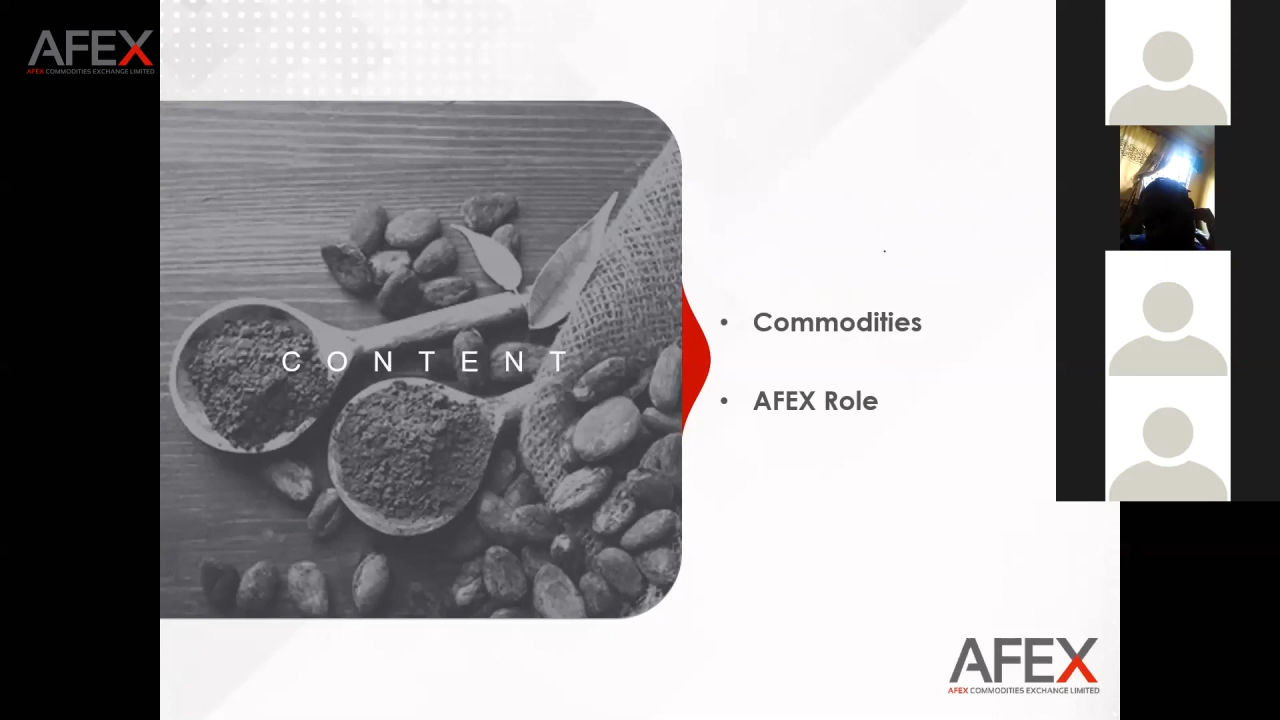 AFEX
AFEX COMMODITIES EXCHANGE LIMITED
CONTENT
• Commodities
• AFEX Role
AFEX
AFEX COMMODITIES EXCHANGE LIMITED